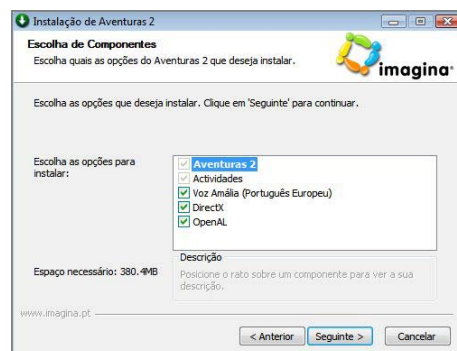 Instalação de Aventuras 2
Escolha de Componentes
Escolha quais as opções do Aventuras 2 que deseja instalar.
imagina
Escolha as opções que deseja instalar. Clique em 'Seguinte' para continuar.
Escolha as opções para
instalar:
Aventuras 2
Actividades
Voz Amália (Português Europeu)
DirectX
OpenAL
Espaço necessário: 380.4MB
Descrição
Posicione o rato sobre um componente para ver a sua
descrição.
www.imagina.pt
< Anterior
Seguinte >
Cancelar